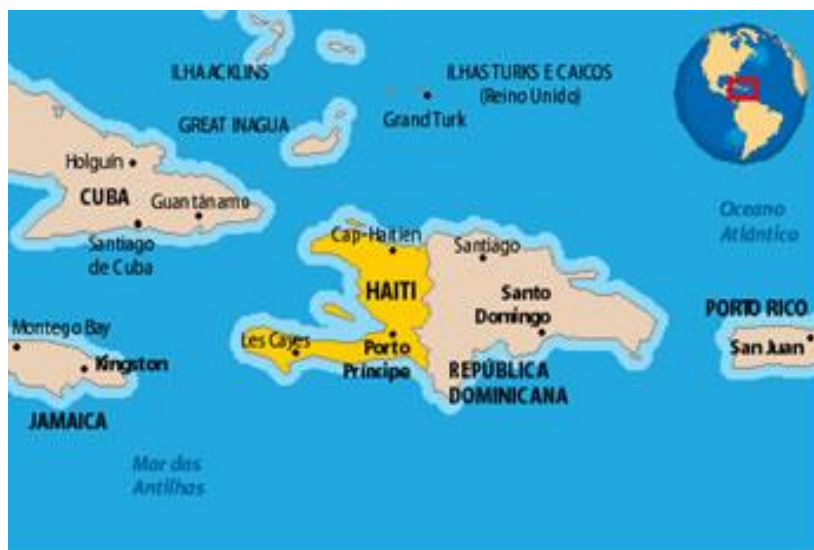 ILHA ACKLINS
ILHAS TURKS E CAICOS
(Reino Unido)
Grand Turk
GREAT INAGUA
Holguín
CUBA
Guantánamo
Santiago
de Cuba
Oceano
Atlântico
Cap-Haitien
Santiago
HAITI
Santo
Domingo
PORTO RICO
San Juan
Montego Bay
Kingston
JAMAICA
Les Cayes
Porto
Príncipe
REPÚBLICA
DOMINICANA
Mar das
Antilhas